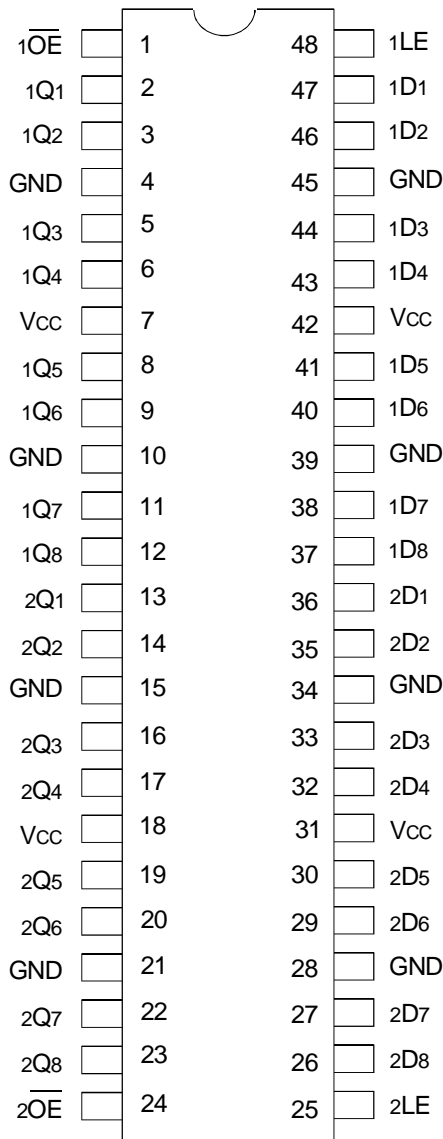 1O̅E̅ 1 48 1LE
1Q1 2 47 1D1
1Q2 3 46 1D2
GND 4 45 GND
1Q3 5 44 1D3
1Q4 6 43 1D4
VCC 7 42 VCC
1Q5 8 41 1D5
1Q6 9 40 1D6
GND 10 39 GND
1Q7 11 38 1D7
1Q8 12 37 1D8
2Q1 13 36 2D1
2Q2 14 35 2D2
GND 15 34 GND
2Q3 16 33 2D3
2Q4 17 32 2D4
VCC 18 31 VCC
2Q5 19 30 2D5
2Q6 20 29 2D6
GND 21 28 GND
2Q7 22 27 2D7
2Q8 23 26 2D8
2O̅E̅ 24 25 2LE